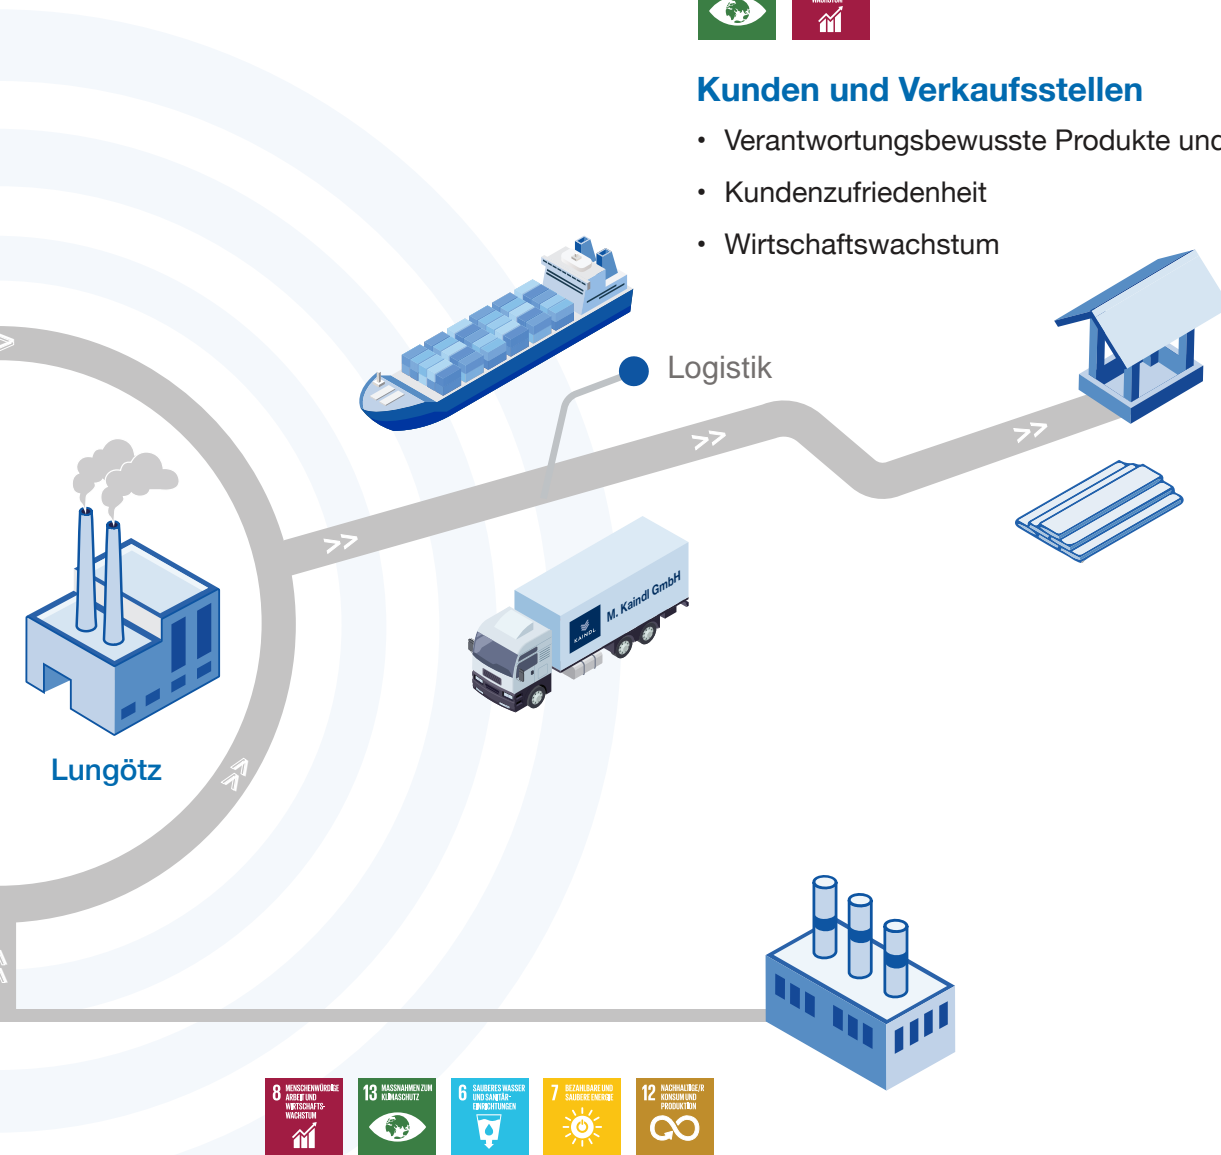 WACHSTUM
Kunden und Verkaufsstellen
• Verantwortungsbewusste Produkte und
• Kundenzufriedenheit
• Wirtschaftswachstum
Logistik
M. Kaindl GmbH
KAINDL
Lungötz
8 MENSCHENWÜRDIGE
ARBEIT UND
WIRTSCHAFTS-
WACHSTUM
13 MASSNAHMEN ZUM
KLIMASCHUTZ
6 SAUBERES WASSER
UND SANITÄR-
EINRICHTUNGEN
7 BEZAHLBARE UND
SAUBERE ENERGIE
12 NACHHALTIGE/R
KONSUM UND
PRODUKTION